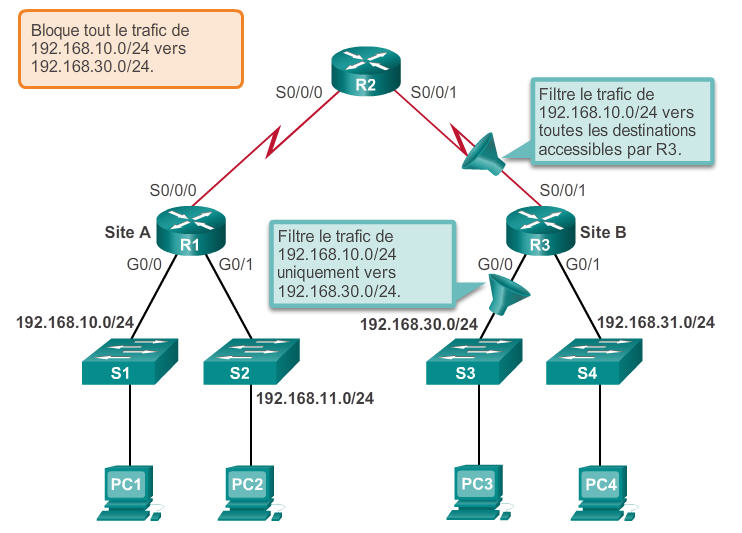 Bloque tout le trafic de
192.168.10.0/24 vers
192.168.30.0/24.
R2
S0/0/0
S0/0/1
Filtre le trafic de
192.168.10.0/24 vers
toutes les destinations
accessibles par R3.
S0/0/0
S0/0/1
Site A
R1
Filtre le trafic de
192.168.10.0/24
uniquement vers
192.168.30.0/24.
R3
Site B
G0/0
G0/1
G0/0
G0/1
192.168.10.0/24
192.168.30.0/24
192.168.31.0/24
S1
S2
S3
S4
192.168.11.0/24
PC1
PC2
PC3
PC4